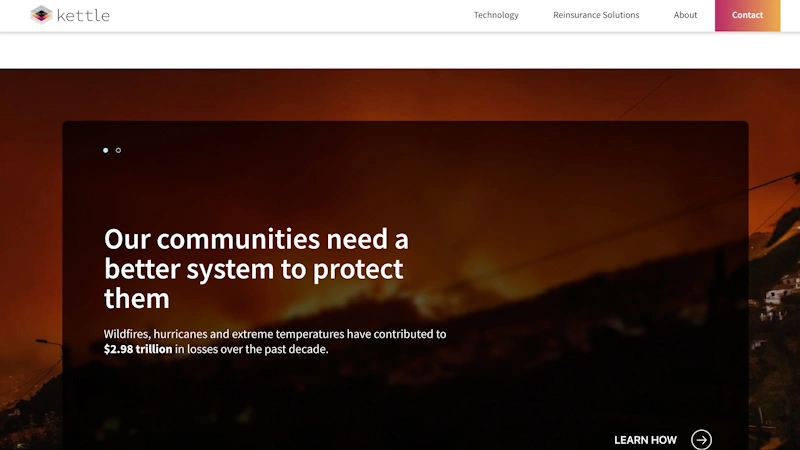 kettle
Technology
Reinsurance Solutions
About
Contact
Our communities need a
better system to protect
them
Wildfires, hurricanes and extreme temperatures have contributed to
$2.98 trillion in losses over the past decade.
LEARN HOW